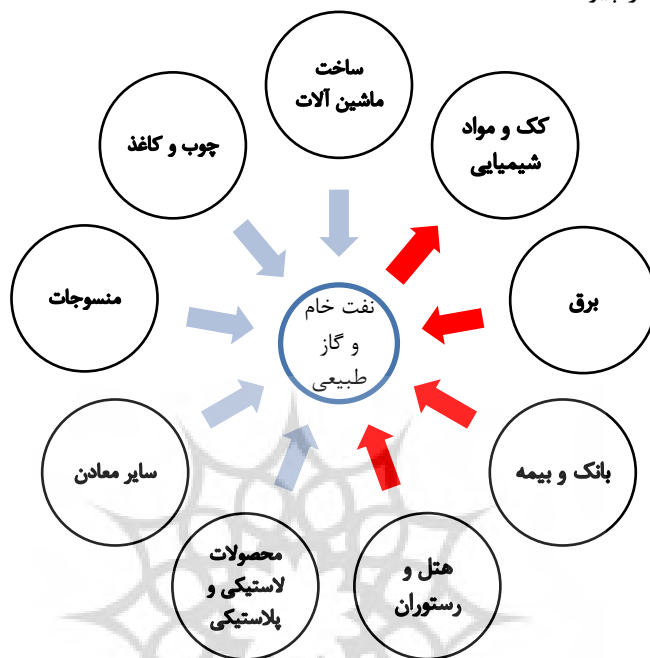 ساخت
ماشین آلات
کک و مواد
شیمیایی
برق
بانک و بیمه
هتل و
رستوران
محصولات
لاستیکی و
پلاستیکی
سایر معادن
منسوجات
چوب و کاغذ
نفت خام
و گاز
طبیعی